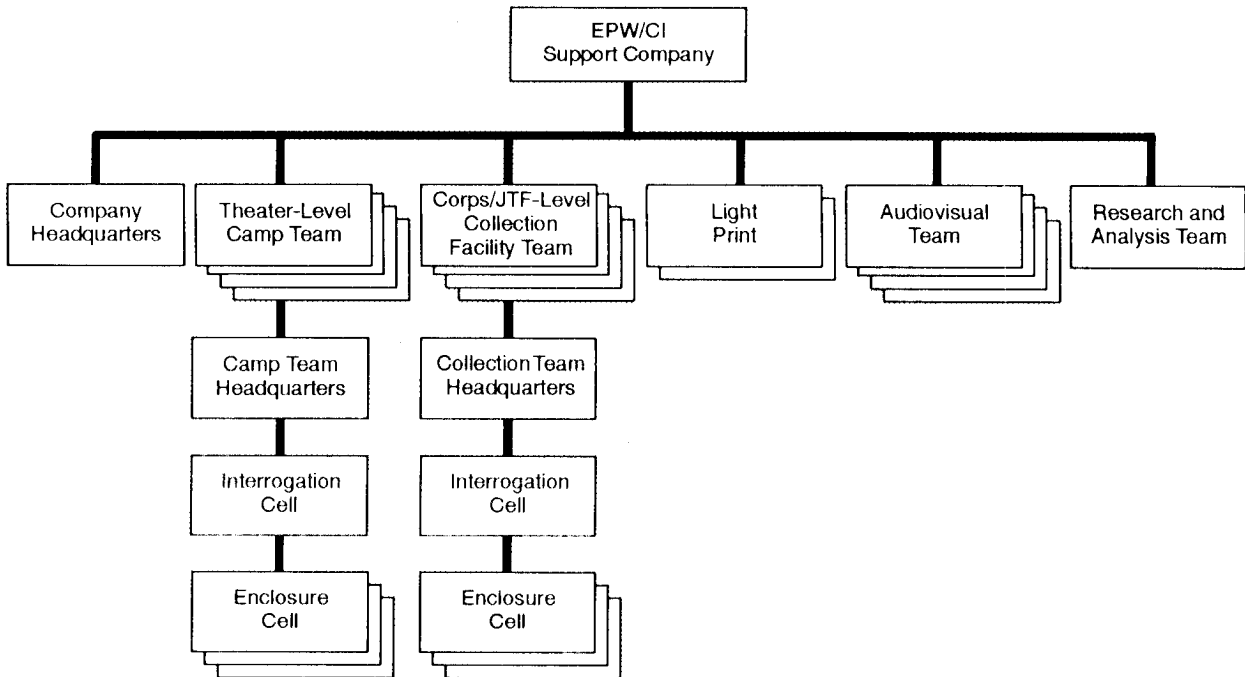 EPW/CI
Support Company
Company
Headquarters
Theater-Level
Camp Team
Corps/JTF-Level
Collection
Facility Team
Light
Print
Audiovisual
Team
Research and
Analysis Team
Camp Team
Headquarters
Collection Team
Headquarters
Interrogation
Cell
Interrogation
Cell
Enclosure
Cell
Enclosure
Cell